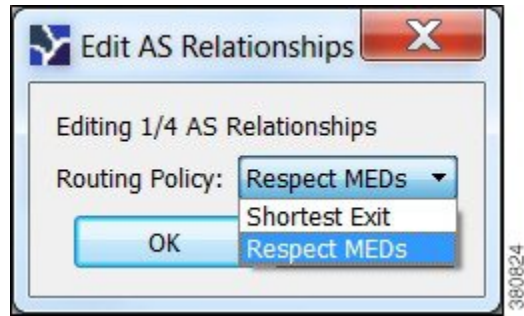 Edit AS Relationships
Editing 1/4 AS Relationships
Routing Policy: Respect MEDs
Shortest Exit
OK
Respect MEDs
380824